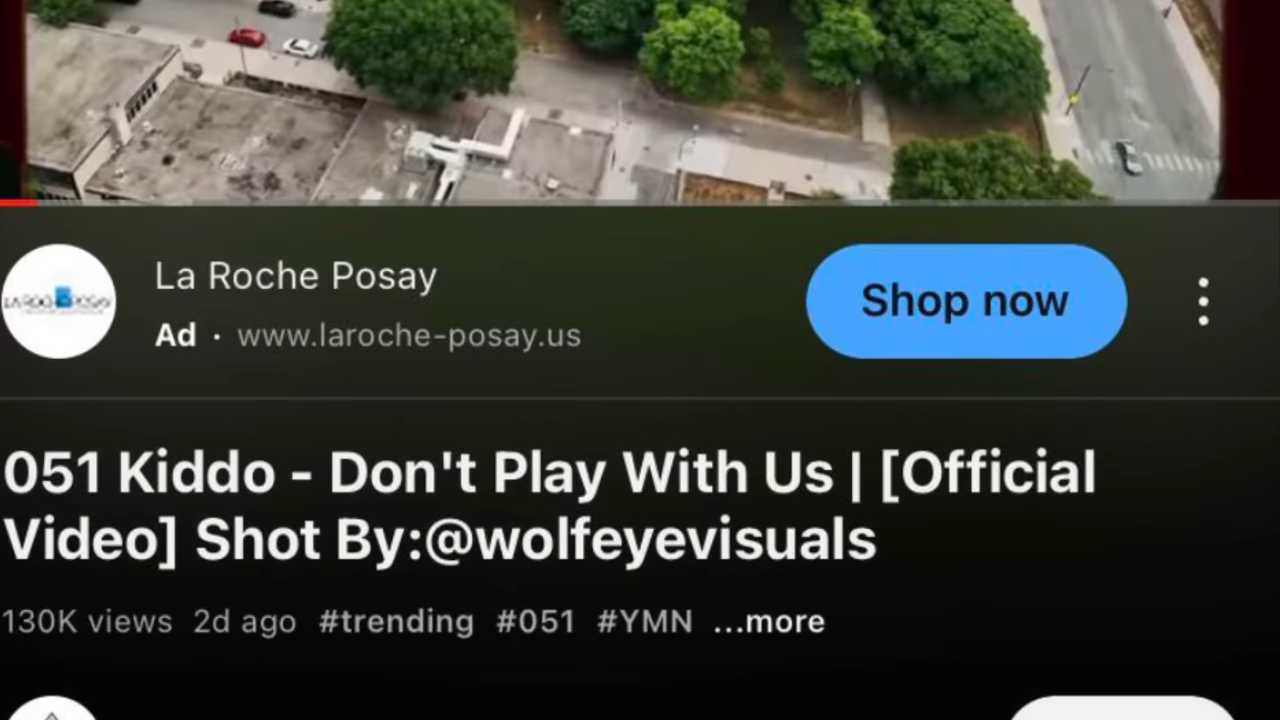 La Roche Posay
Shop now
Ad · www.laroche-posay.us
051 Kiddo - Don't Play With Us | [Official
Video] Shot By:@wolfeyevisuals
130K views 2d ago #trending #051 #YMN ...more